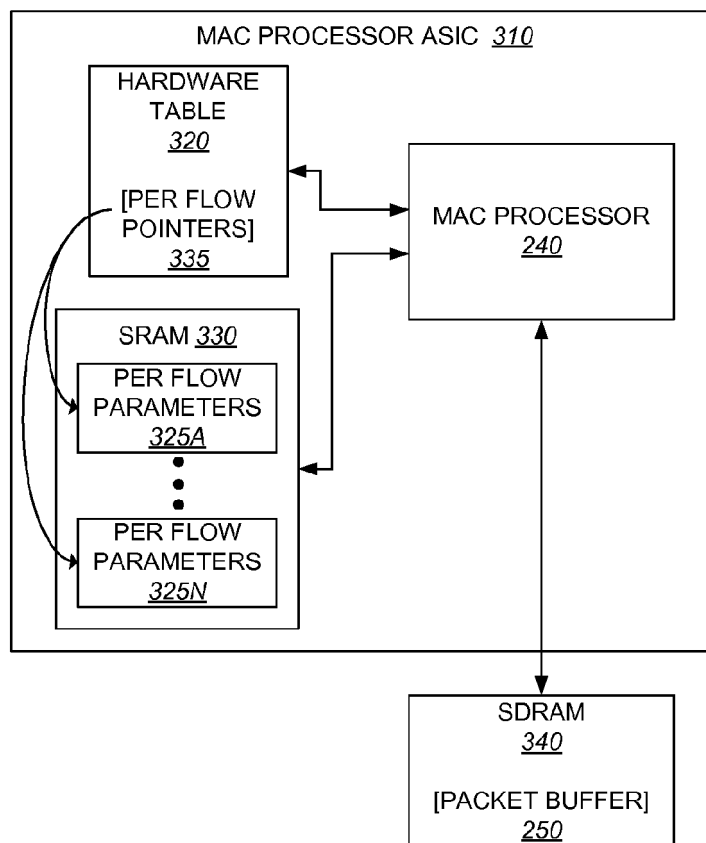 MAC PROCESSOR ASIC 310
HARDWARE
TABLE
320
[PER FLOW
POINTERS]
335
MAC PROCESSOR
240
SRAM 330
PER FLOW
PARAMETERS
325A
PER FLOW
PARAMETERS
325N
SDRAM
340
[PACKET BUFFER]
250